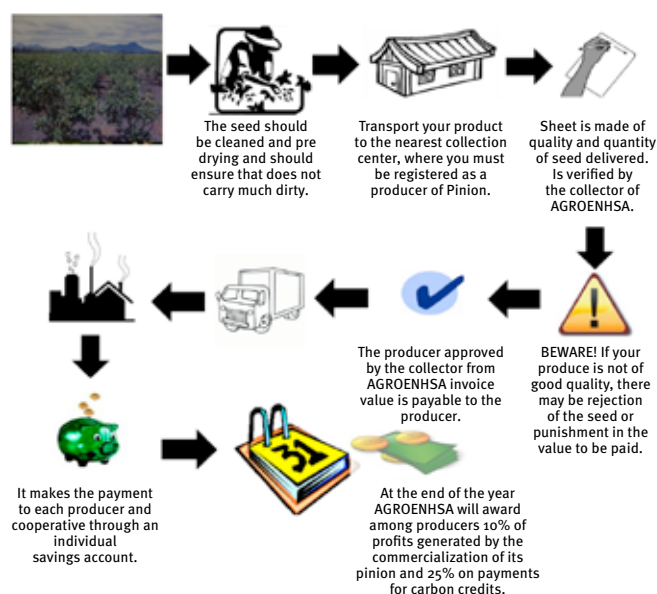 The seed should
be cleaned and pre
drying and should
ensure that does not
carry much dirty.
Transport your product
to the nearest collection
center, where you must
be registered as a
producer of Pinion.
Sheet is made of
quality and quantity
of seed delivered.
Is verified by
the collector of
AGROENHSA.
BEWARE! If your
produce is not of
good quality, there
may be rejection
of the seed or
punishment in the
value to be paid.
The producer approved
by the collector from
AGROENHSA invoice
value is payable to the
producer.
It makes the payment
to each producer and
cooperative through an
individual
savings account.
31
At the end of the year
AGROENHSA will award
among producers 10% of
profits generated by the
commercialization of its
pinion and 25% on payments
for carbon credits.